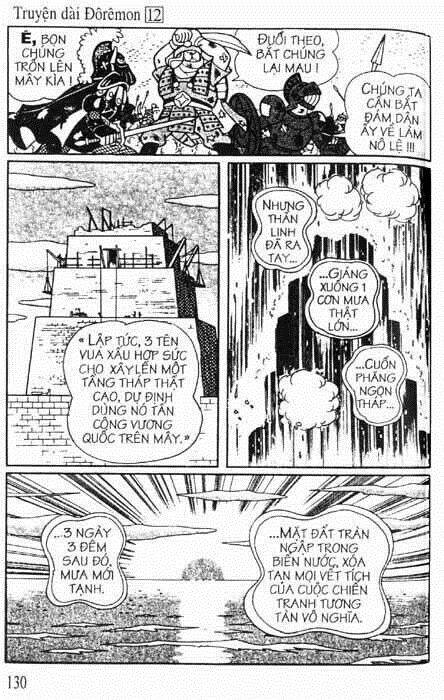 Truyện dài Đôrêmon 12
Ê, BỌN
CHÚNG
TRỐN LÊN
MÂY KÌA !
ĐUỔI THEO,
BẮT CHÚNG
LẠI MAU !
CHÚNG TA
CẦN BẮT
ĐÁM DÂN
ẤY VỀ LÀM
NÔ LỆ !!!
« LẬP TỨC, 3 TÊN
VUA XẤU HỢP SỨC
CHO XÂY LÊN MỘT
TẦNG THÁP THẬT
CAO, DỰ ĐỊNH
DÙNG NÓ TẤN
CÔNG VƯƠNG
QUỐC TRÊN MÂY. »
NHƯNG
THẦN
LINH
ĐÃ RA
TAY...
...GIÁNG
XUỐNG 1
CƠN MƯA
THẬT
LỚN...
...CUỐN
PHĂNG
NGỌN
THÁP...
...MẶT ĐẤT TRÀN
NGẬP TRONG
BIỂN NƯỚC, XÓA
TAN MỌI VẾT TÍCH
CỦA CUỘC CHIẾN
TRANH TƯƠNG
TÀN VÔ NGHĨA.
...3 NGÀY
3 ĐÊM
SAU ĐÓ,
MƯA MỚI
TẠNH.
130